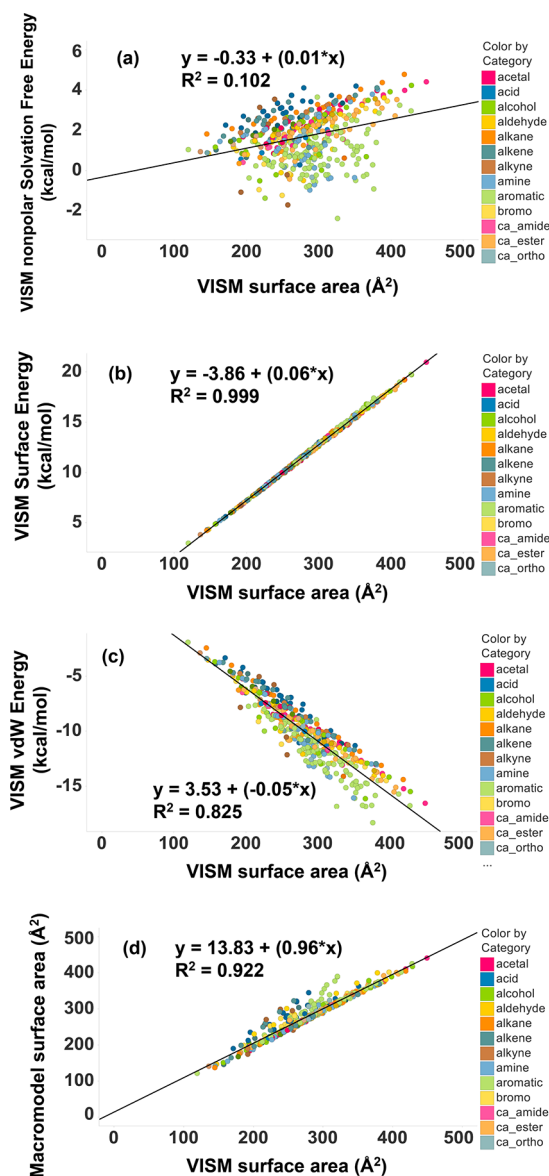 VISM nonpolar Solvation Free Energy
(kcal/mol)
6
4
2
0
-2
(a)
y = -0.33 + (0.01*x)
R² = 0.102
0 100 200 300 400 500
VISM surface area (Å²)
Color by
Category
acetal
acid
alcohol
aldehyde
alkane
alkene
alkyne
amine
aromatic
bromo
ca_amide
ca_ester
ca_ortho
VISM Surface Energy
(kcal/mol)
20
15
10
5
(b)
y = -3.86 + (0.06*x)
R² = 0.999
0 100 200 300 400 500
VISM surface area (Å²)
Color by
Category
acetal
acid
alcohol
aldehyde
alkane
alkene
alkyne
amine
aromatic
bromo
ca_amide
ca_ester
ca_ortho
VISM vdW Energy
(kcal/mol)
-5
-10
-15
(c)
y = 3.53 + (-0.05*x)
R² = 0.825
0 100 200 300 400 500
VISM surface area (Å²)
Color by
Category
acetal
acid
alcohol
aldehyde
alkane
alkene
alkyne
amine
aromatic
bromo
ca_amide
ca_ester
ca_ortho
...
Macromodel surface area (Å²)
500
400
300
200
100
0
(d)
y = 13.83 + (0.96*x)
R² = 0.922
0 100 200 300 400 500
VISM surface area (Å²)
Color by
Category
acetal
acid
alcohol
aldehyde
alkane
alkene
alkyne
amine
aromatic
bromo
ca_amide
ca_ester
ca_ortho